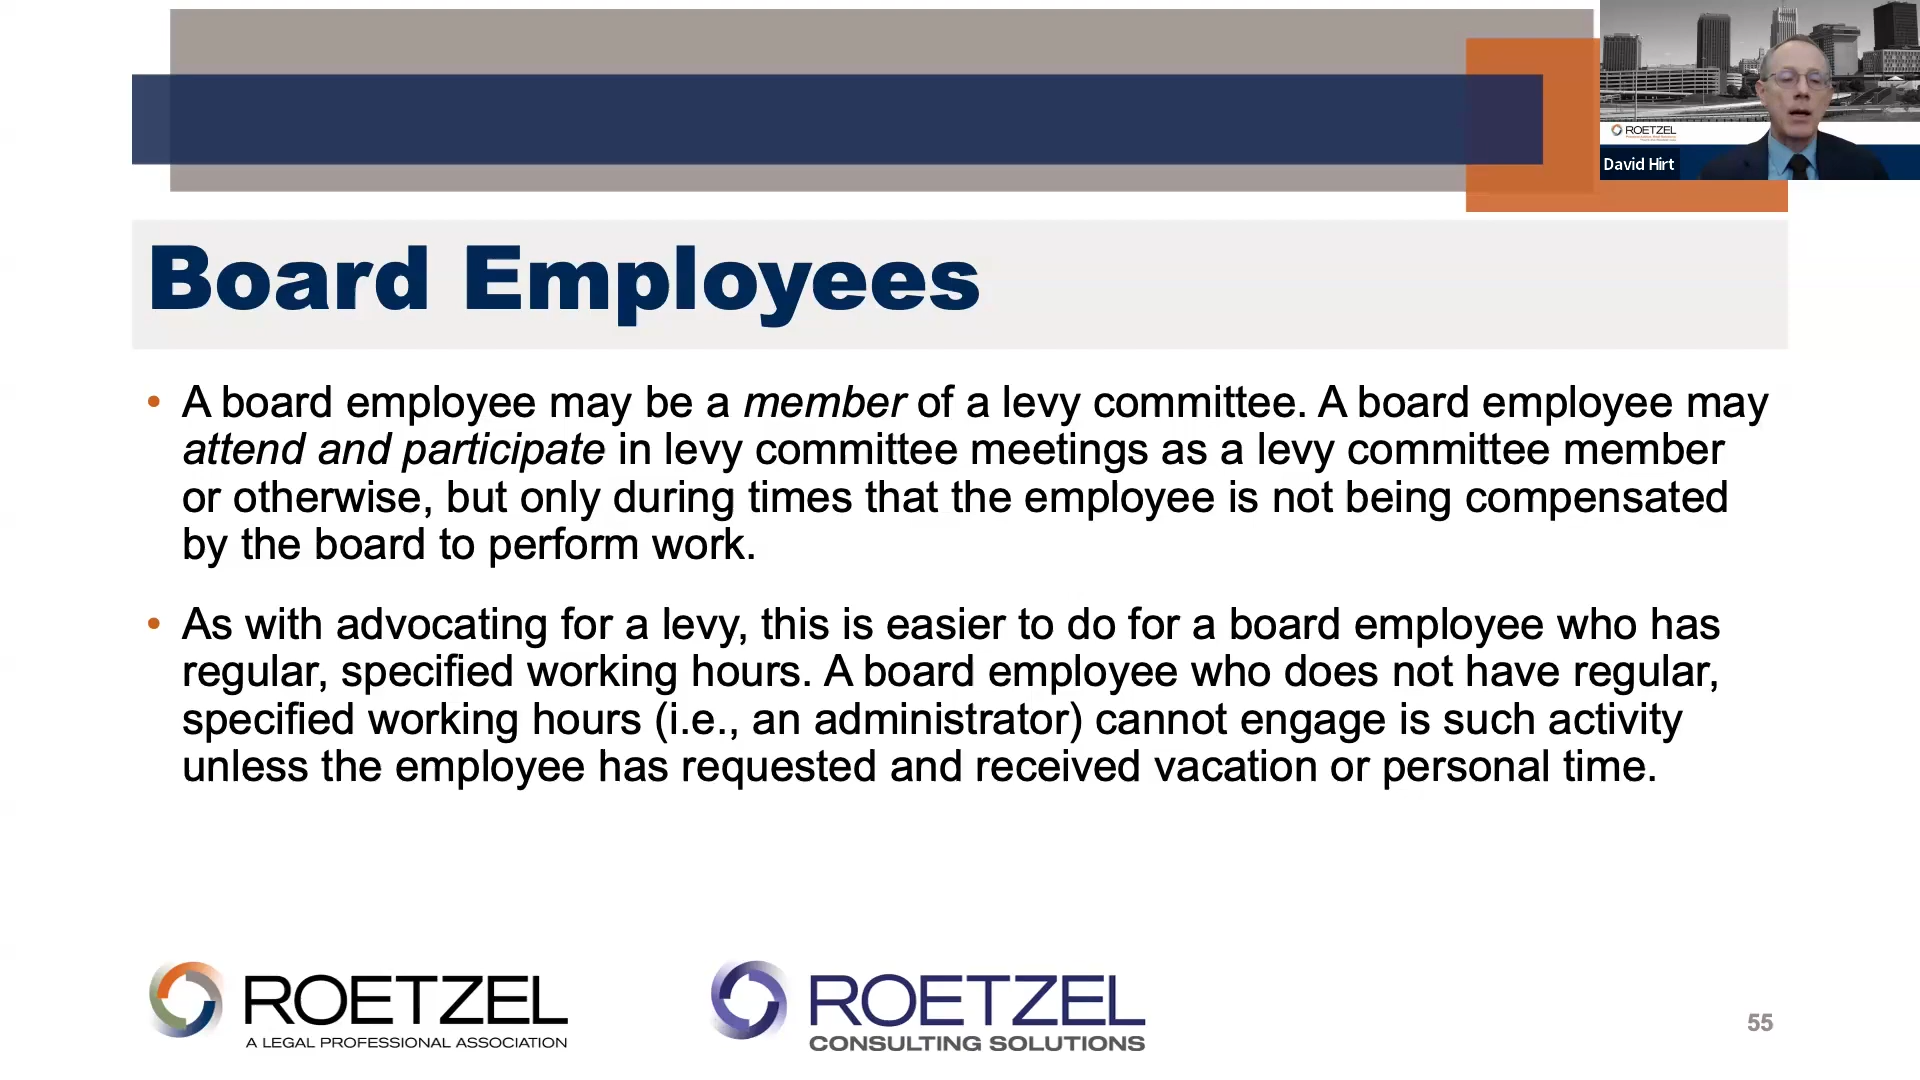 ROETZEL
David Hirt
Board Employees
• A board employee may be a member of a levy committee. A board employee may
attend and participate in levy committee meetings as a levy committee member
or otherwise, but only during times that the employee is not being compensated
by the board to perform work.
• As with advocating for a levy, this is easier to do for a board employee who has
regular, specified working hours. A board employee who does not have regular,
specified working hours (i.e., an administrator) cannot engage is such activity
unless the employee has requested and received vacation or personal time.
ROETZEL
A LEGAL PROFESSIONAL ASSOCIATION
ROETZEL
CONSULTING SOLUTIONS
55